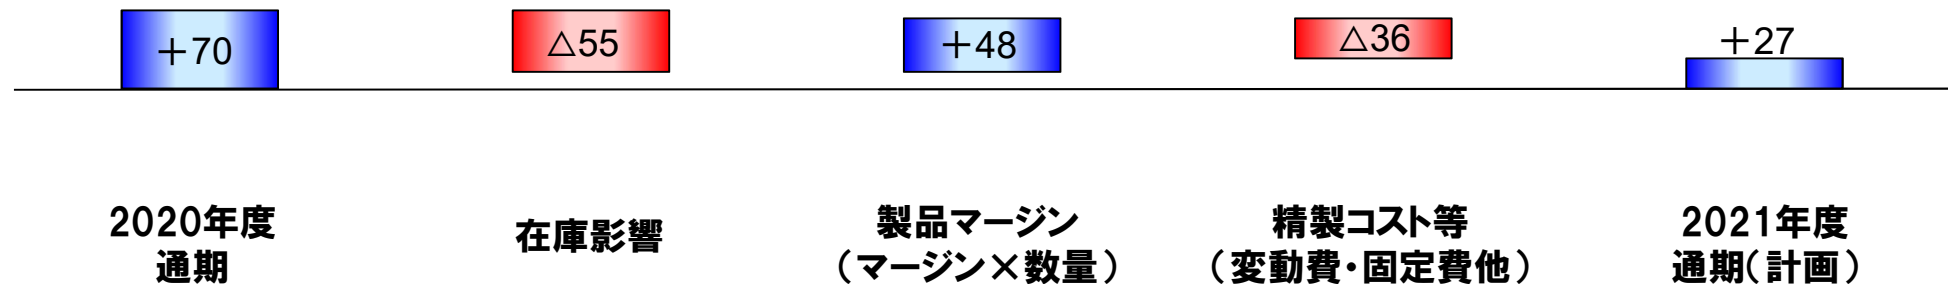 ＋70
△55
＋48
△36
＋27
2020年度
通期
在庫影響
製品マージン
（マージン×数量）
精製コスト等
（変動費・固定費他）
2021年度
通期（計画）